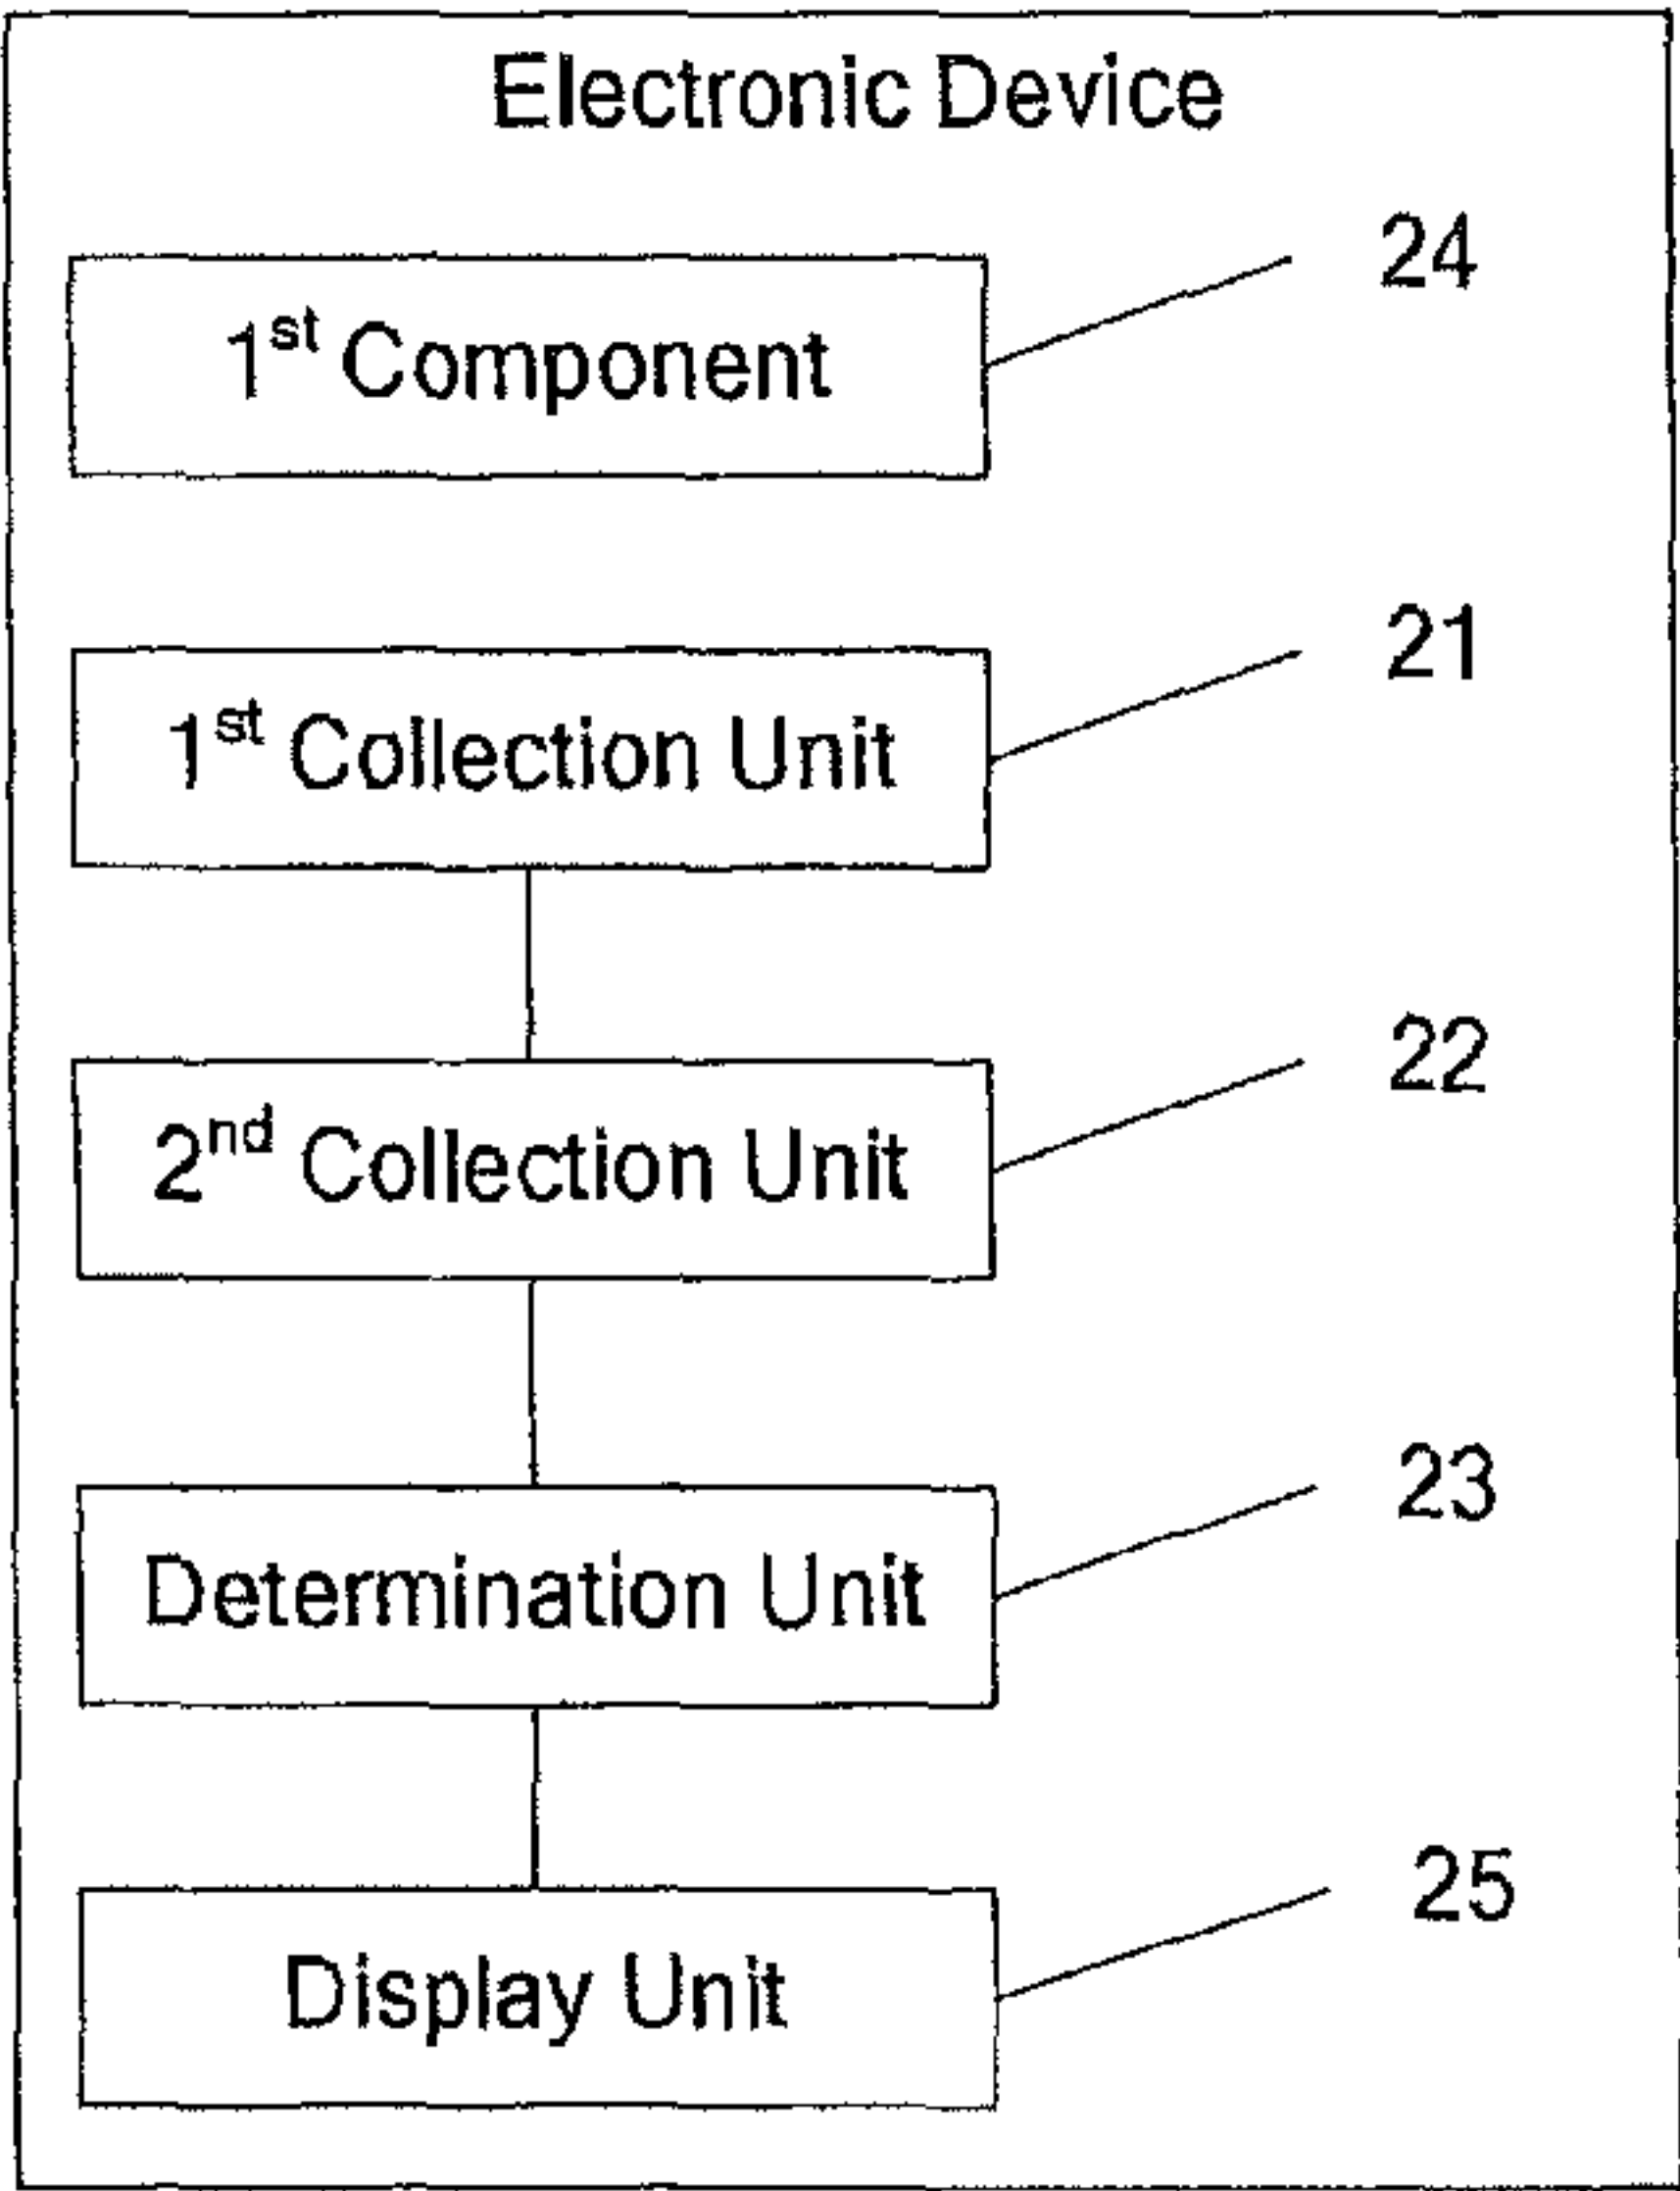 Electronic Device
24
1st Component
21
1st Collection Unit
22
2nd Collection Unit
23
Determination Unit
25
Display Unit